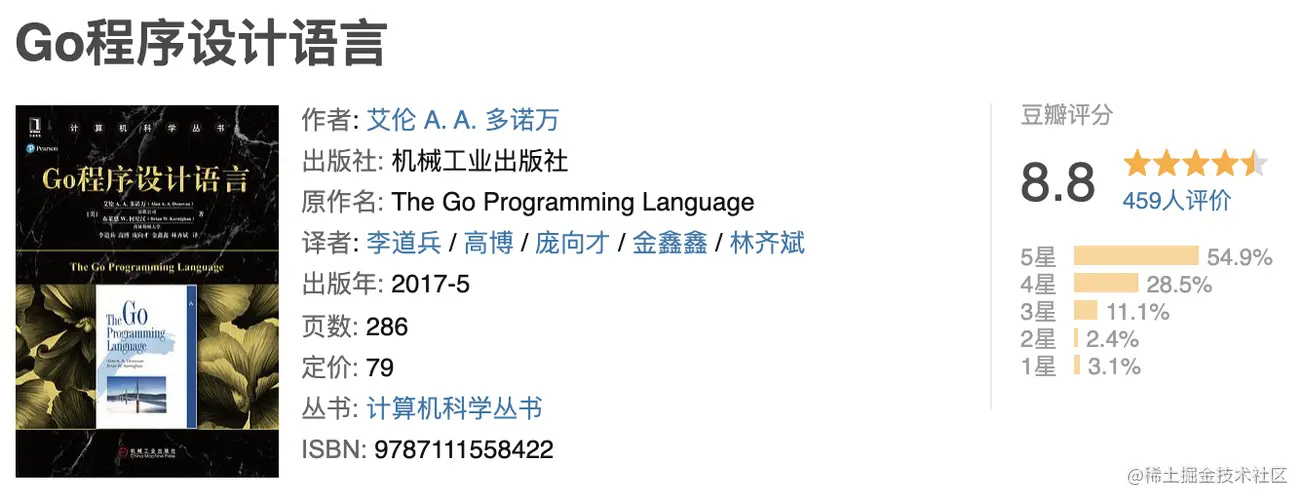 Go程序设计语言
计 算 机 科 学 丛 书
Pearson
Go程序设计语言
艾伦 A. A. 多诺万 (Alan A. A. Donovan)
[美]
著
布莱恩 W. 柯尼汉 (Brian W. Kernighan)
李道兵 高博 庞向才 金鑫鑫 林齐斌 译
The Go Programming Language
The Go
Programming
Language
Alan A. A. Donovan
Brian W. Kernighan
机械工业出版社
China Machine Press
作者: 艾伦 A. A. 多诺万
出版社: 机械工业出版社
原作名: The Go Programming Language
译者: 李道兵 / 高博 / 庞向才 / 金鑫鑫 / 林齐斌
出版年: 2017-5
页数: 286
定价: 79
丛书: 计算机科学丛书
ISBN: 9787111558422
豆瓣评分
8.8
459人评价
5星 54.9%
4星 28.5%
3星 11.1%
2星 2.4%
1星 3.1%
@稀土掘金技术社区